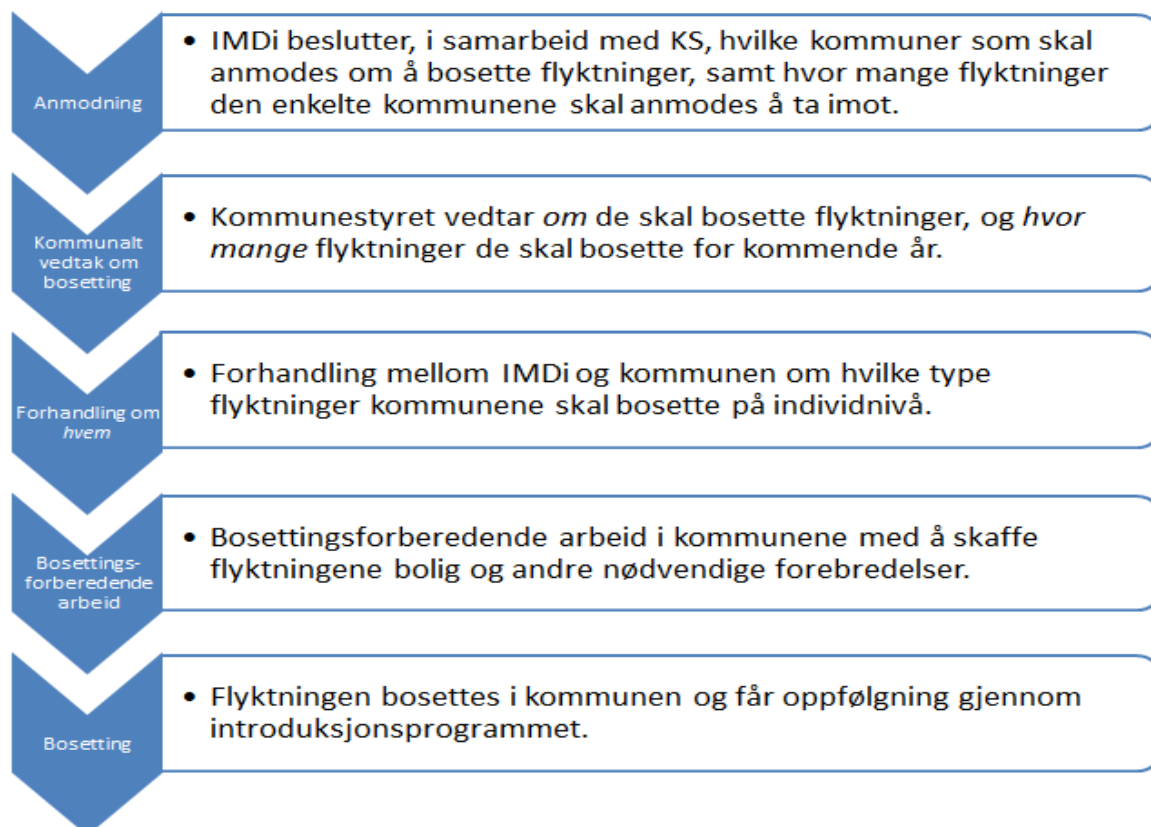 Anmodning
• IMDi beslutter, i samarbeid med KS, hvilke kommuner som skal
anmodes om å bosette flyktninger, samt hvor mange flyktninger
den enkelte kommunene skal anmodes å ta imot.
Kommunalt
vedtak om
bosetting
• Kommunestyret vedtar om de skal bosette flyktninger, og hvor
mange flyktninger de skal bosette for kommende år.
Forhandling om
hvem
• Forhandling mellom IMDi og kommunen om hvilke type
flyktninger kommunene skal bosette på individnivå.
Bosettings-
forberedende
arbeid
• Bosettingsforberedende arbeid i kommunene med å skaffe
flyktningene bolig og andre nødvendige forebredelser.
Bosetting
• Flyktningen bosettes i kommunen og får oppfølgning gjennom
introduksjonsprogrammet.